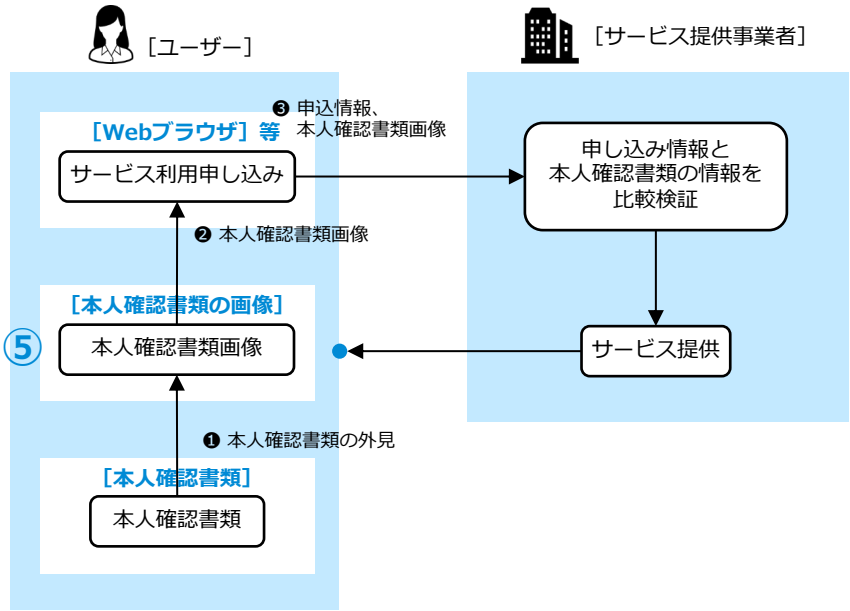 ［ユーザー］
［サービス提供事業者］
❸ 申込情報、
本人確認書類画像
［Webブラウザ］等
サービス利用申し込み
申し込み情報と
本人確認書類の情報を
比較検証
❷ 本人確認書類画像
［本人確認書類の画像］
⑤
本人確認書類画像
サービス提供
❶ 本人確認書類の外見
［本人確認書類］
本人確認書類